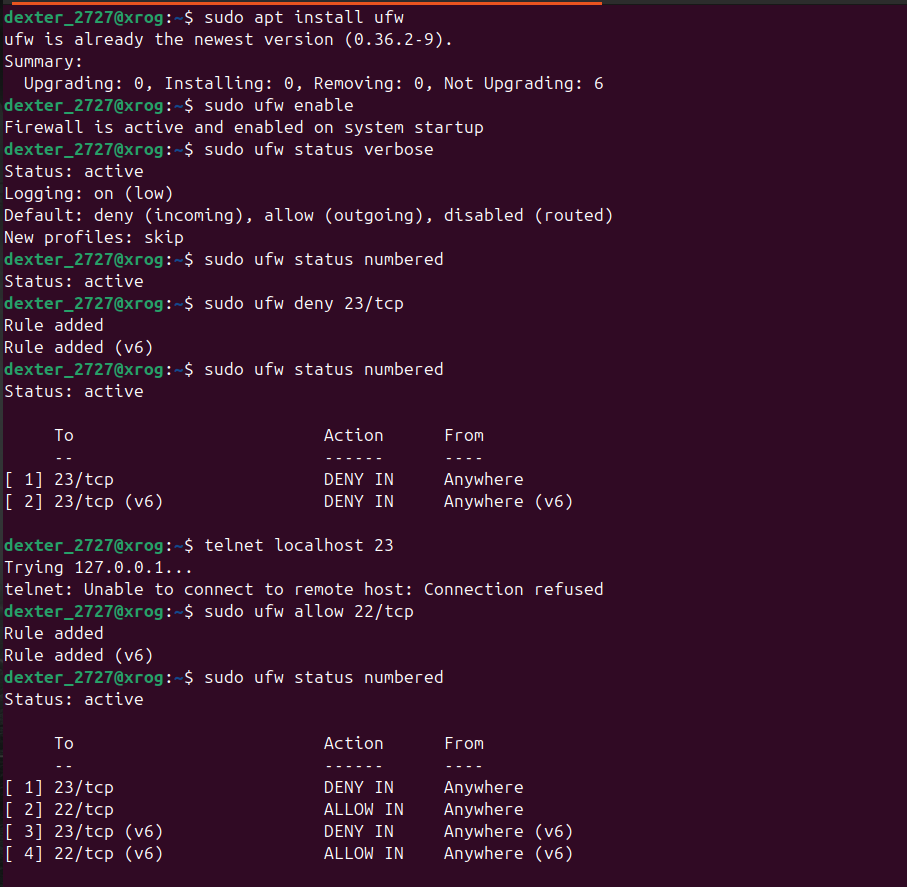 dexter_2727@xrog:~$ sudo apt install ufw
ufw is already the newest version (0.36.2-9).
Summary:
  Upgrading: 0, Installing: 0, Removing: 0, Not Upgrading: 6
dexter_2727@xrog:~$ sudo ufw enable
Firewall is active and enabled on system startup
dexter_2727@xrog:~$ sudo ufw status verbose
Status: active
Logging: on (low)
Default: deny (incoming), allow (outgoing), disabled (routed)
New profiles: skip
dexter_2727@xrog:~$ sudo ufw status numbered
Status: active
dexter_2727@xrog:~$ sudo ufw deny 23/tcp
Rule added
Rule added (v6)
dexter_2727@xrog:~$ sudo ufw status numbered
Status: active
     To                         Action      From
     --                         ------      ----
[ 1] 23/tcp                     DENY IN     Anywhere
[ 2] 23/tcp (v6)                DENY IN     Anywhere (v6)
dexter_2727@xrog:~$ telnet localhost 23
Trying 127.0.0.1...
telnet: Unable to connect to remote host: Connection refused
dexter_2727@xrog:~$ sudo ufw allow 22/tcp
Rule added
Rule added (v6)
dexter_2727@xrog:~$ sudo ufw status numbered
Status: active
     To                         Action      From
     --                         ------      ----
[ 1] 23/tcp                     DENY IN     Anywhere
[ 2] 22/tcp                     ALLOW IN    Anywhere
[ 3] 23/tcp (v6)                DENY IN     Anywhere (v6)
[ 4] 22/tcp (v6)                ALLOW IN    Anywhere (v6)